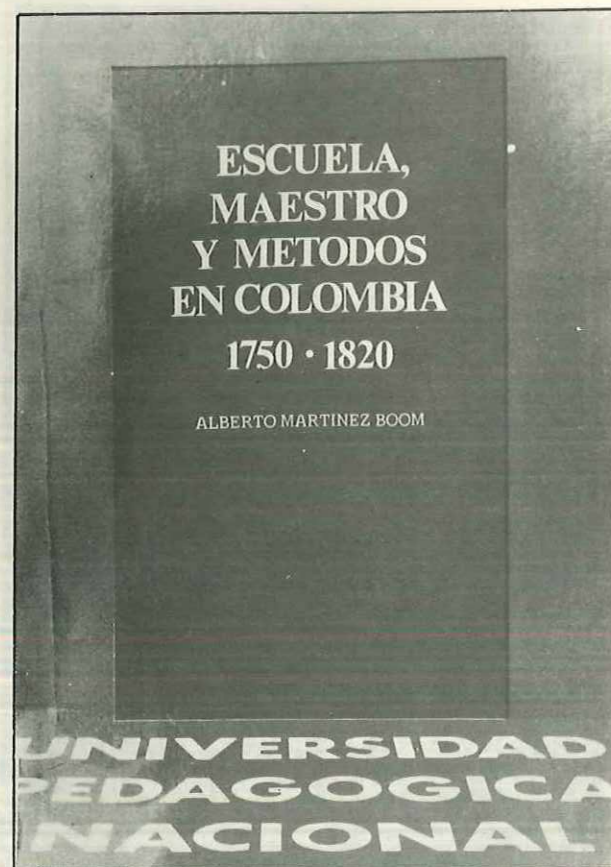 ESCUELA,
MAESTRO
Y METODOS
EN COLOMBIA
1750 • 1820
ALBERTO MARTINEZ BOOM
UNIVERSIDAD
PEDAGOGICA
NACIONAL